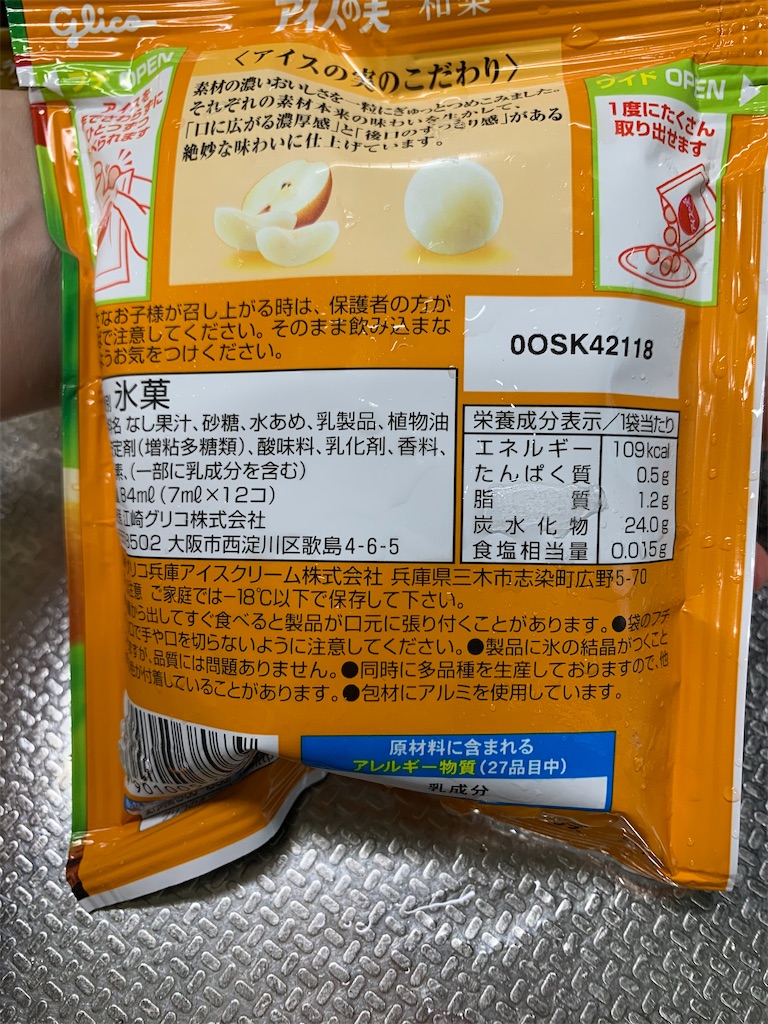 Glico
アイスの実 和梨
ワイド OPEN
〈アイスの実のこだわり〉
素材の濃いおいしさを一粒にぎゅっとつめこみました。
それぞれの素材本来の味わいを生かして、
「口に広がる濃厚感」と「後口のすっきり感」がある
絶妙な味わいに仕上げています。
ワイド OPEN
1度にたくさん
取り出せます
なお子様が召し上がる時は、保護者の方が
で注意してください。そのまま飲み込まな
ようお気をつけください。
0OSK42118
氷菓
名 なし果汁、砂糖、水あめ、乳製品、植物油
定剤(増粘多糖類)、酸味料、乳化剤、香料、
素、(一部に乳成分を含む)
84ml(7ml×12コ)
江崎グリコ株式会社
8502 大阪市西淀川区歌島4-6-5
栄養成分表示/1袋当たり
エネルギー 109kcal
たんぱく質 0.5g
脂質 1.2g
炭水化物 24.0g
食塩相当量 0.015g
グリコ兵庫アイスクリーム株式会社 兵庫県三木市志染町広野5-70
注意 ご家庭では-18℃以下で保存して下さい。
から出してすぐ食べると製品が口元に張り付くことがあります。●袋のフチ
で手や口を切らないように注意してください。●製品に氷の結晶がつくこと
ますが、品質には問題ありません。●同時に多品種を生産しておりますので、他
が付着していることがあります。●包材にアルミを使用しています。
原材料に含まれる
アレルギー物質(27品目中)
乳成分